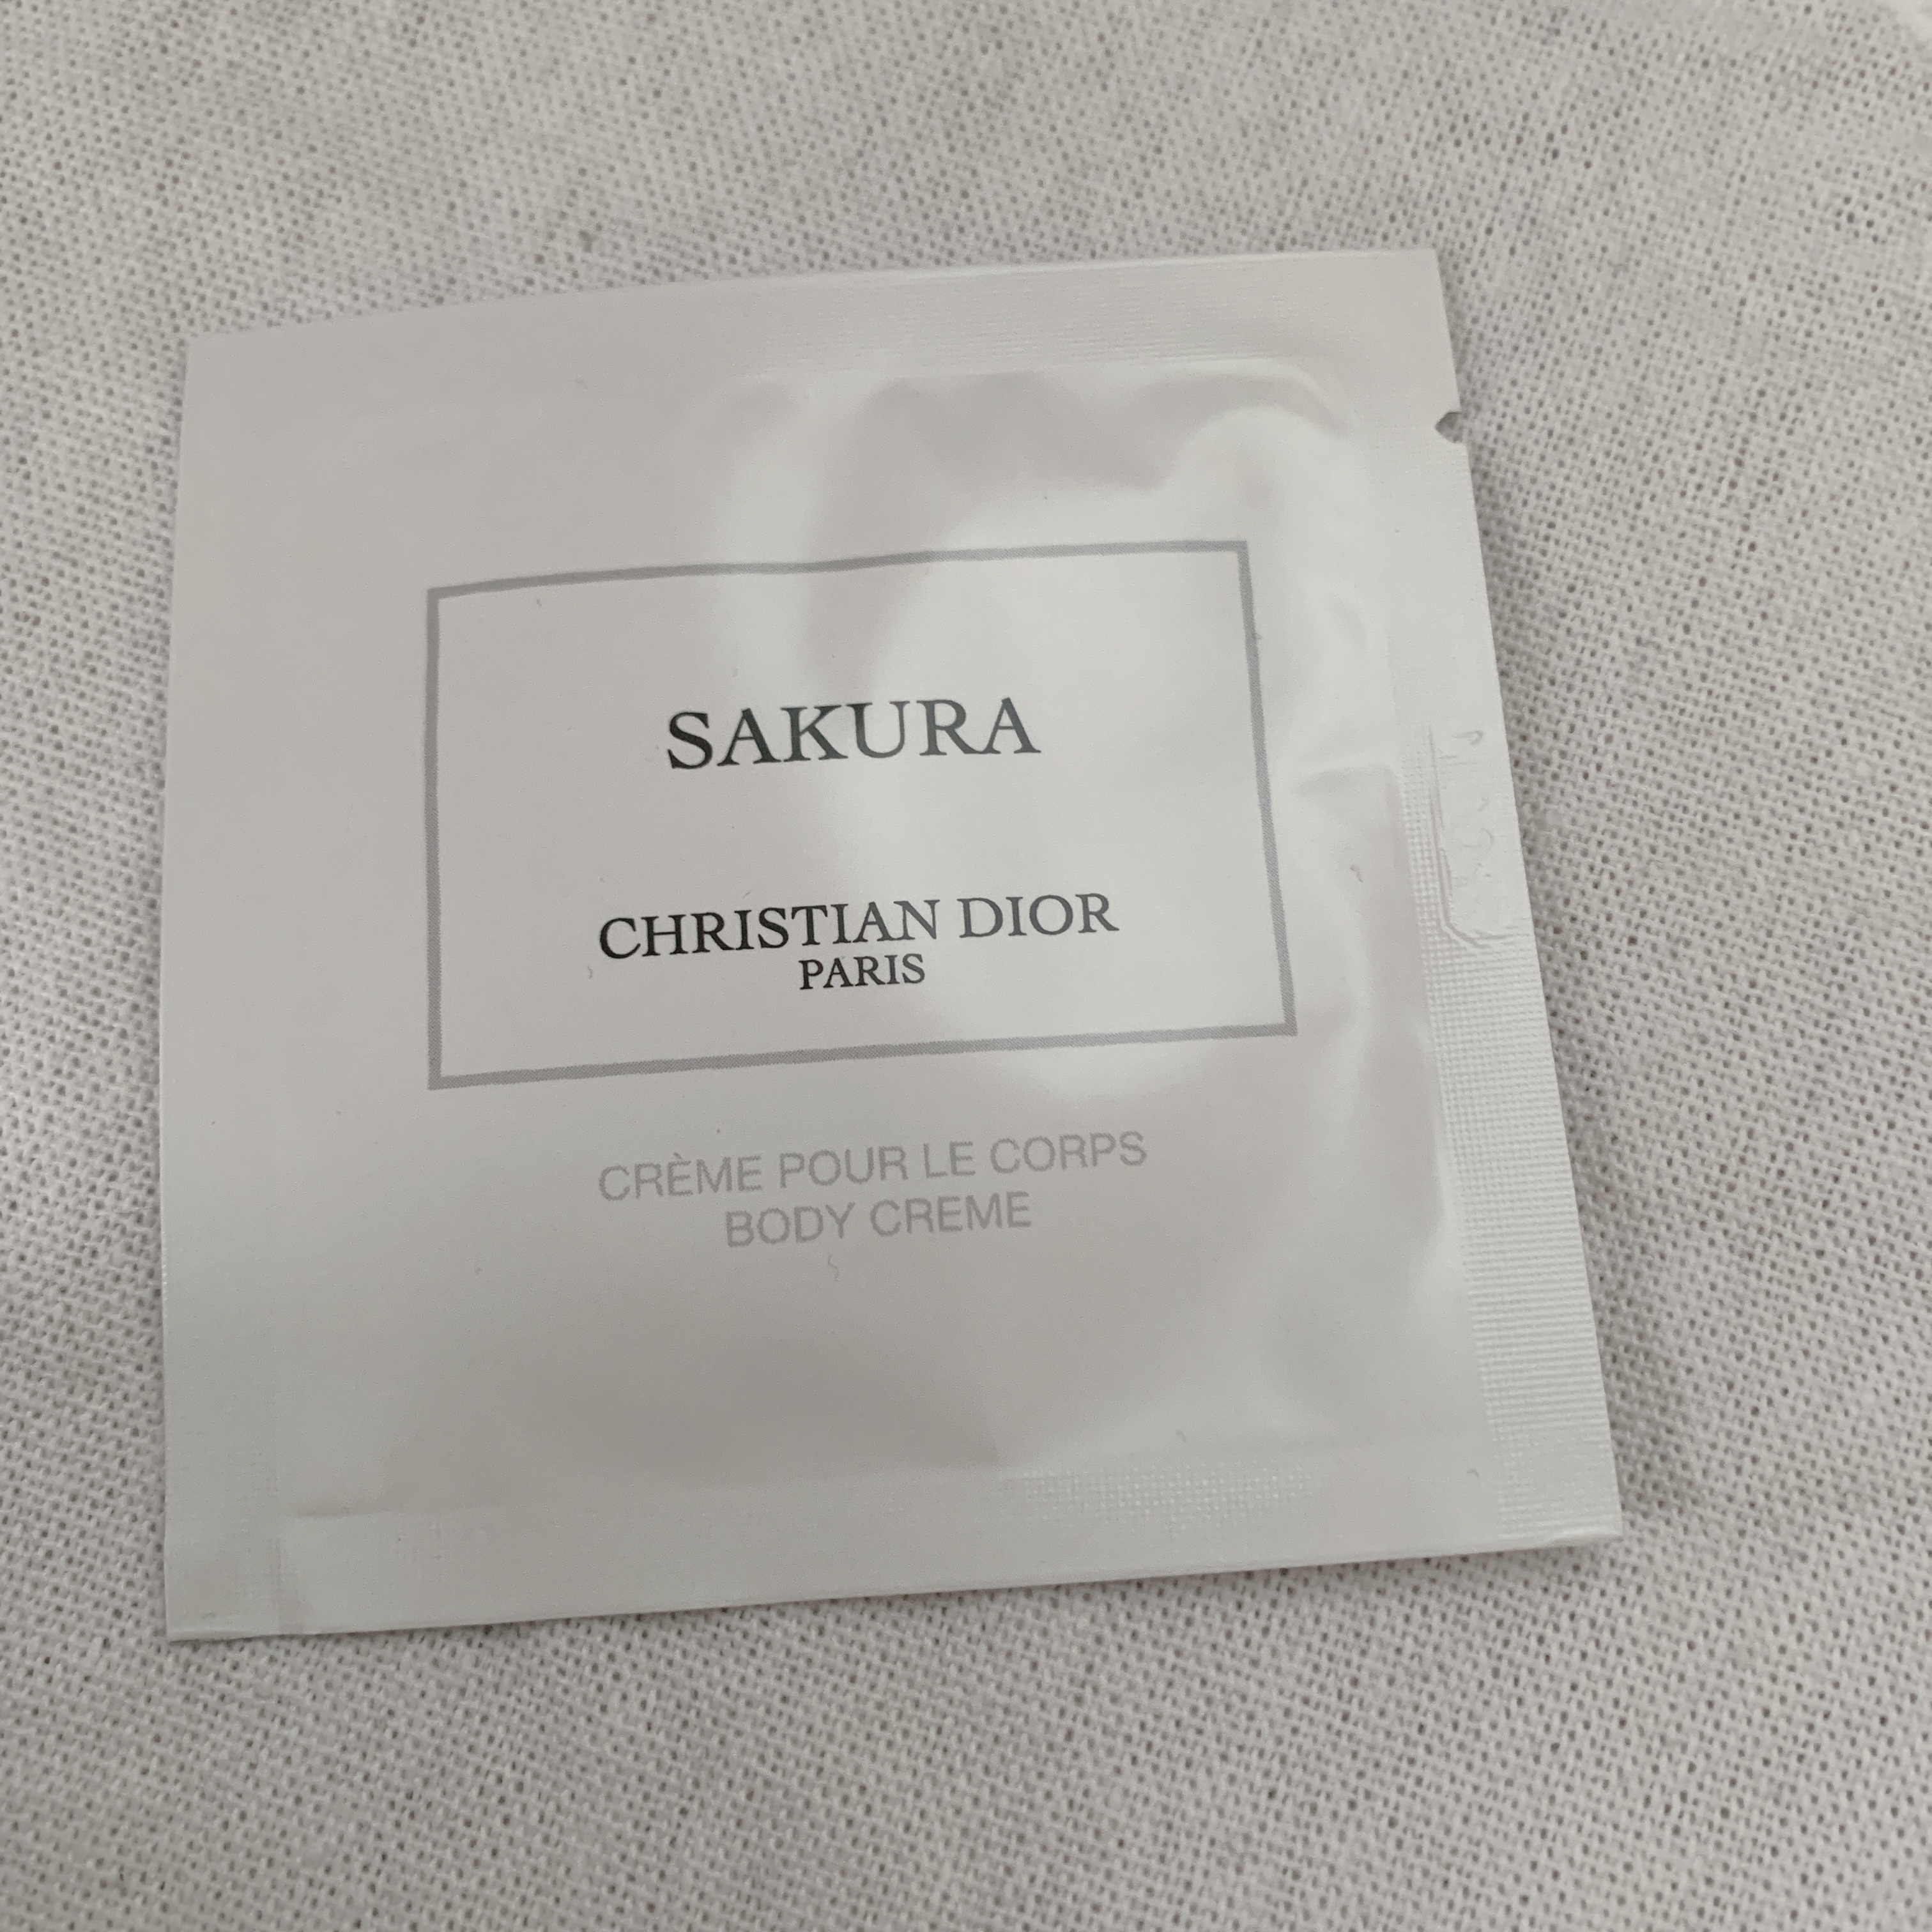 SAKURA
CHRISTIAN DIOR
PARIS
CRÈME POUR LE CORPS
BODY CREME